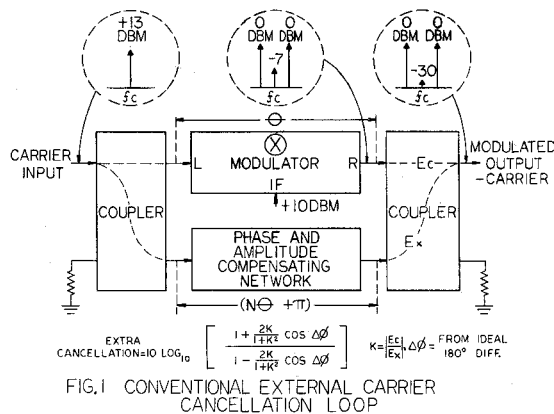 +13
DBM
fc
0 0
DBM DBM
-7
fc
0 0
DBM DBM
-30
fc
Θ
CARRIER
INPUT
L MODULATOR R
IF
+10DBM
COUPLER
-Ec
COUPLER
Ex
MODULATED
OUTPUT
-CARRIER
PHASE AND
AMPLITUDE
COMPENSATING
NETWORK
(NΘ +π)
EXTRA
CANCELLATION=10 LOG10 [ (1 + 2K/(1+K²) COS ΔØ) / (1 - 2K/(1+K²) COS ΔØ) ] K=|Ec/Ex|, ΔØ= FROM IDEAL
180° DIFF.
FIG.1 CONVENTIONAL EXTERNAL CARRIER
CANCELLATION LOOP